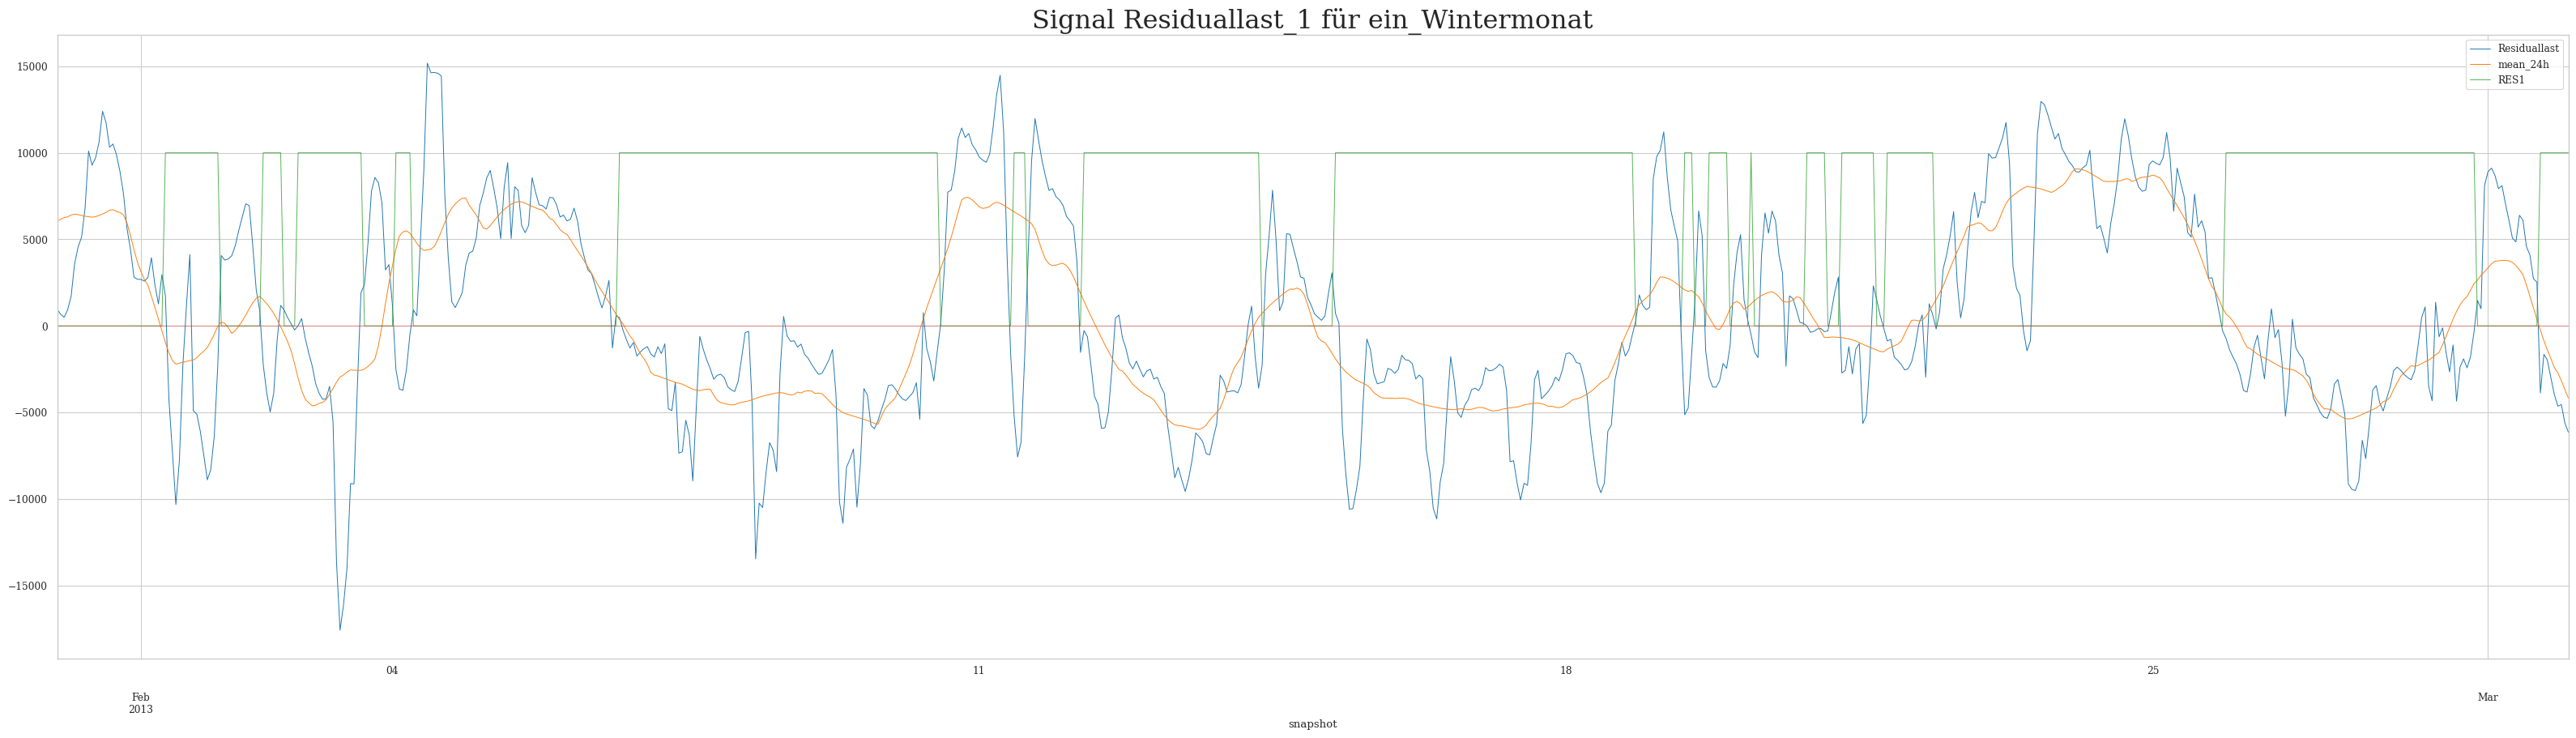 Signal Residuallast_1 für ein_Wintermonat
Residuallast
mean_24h
RES1
15000
10000
5000
0
−5000
−10000
−15000
04
11
18
25
Feb
2013
Mar
snapshot